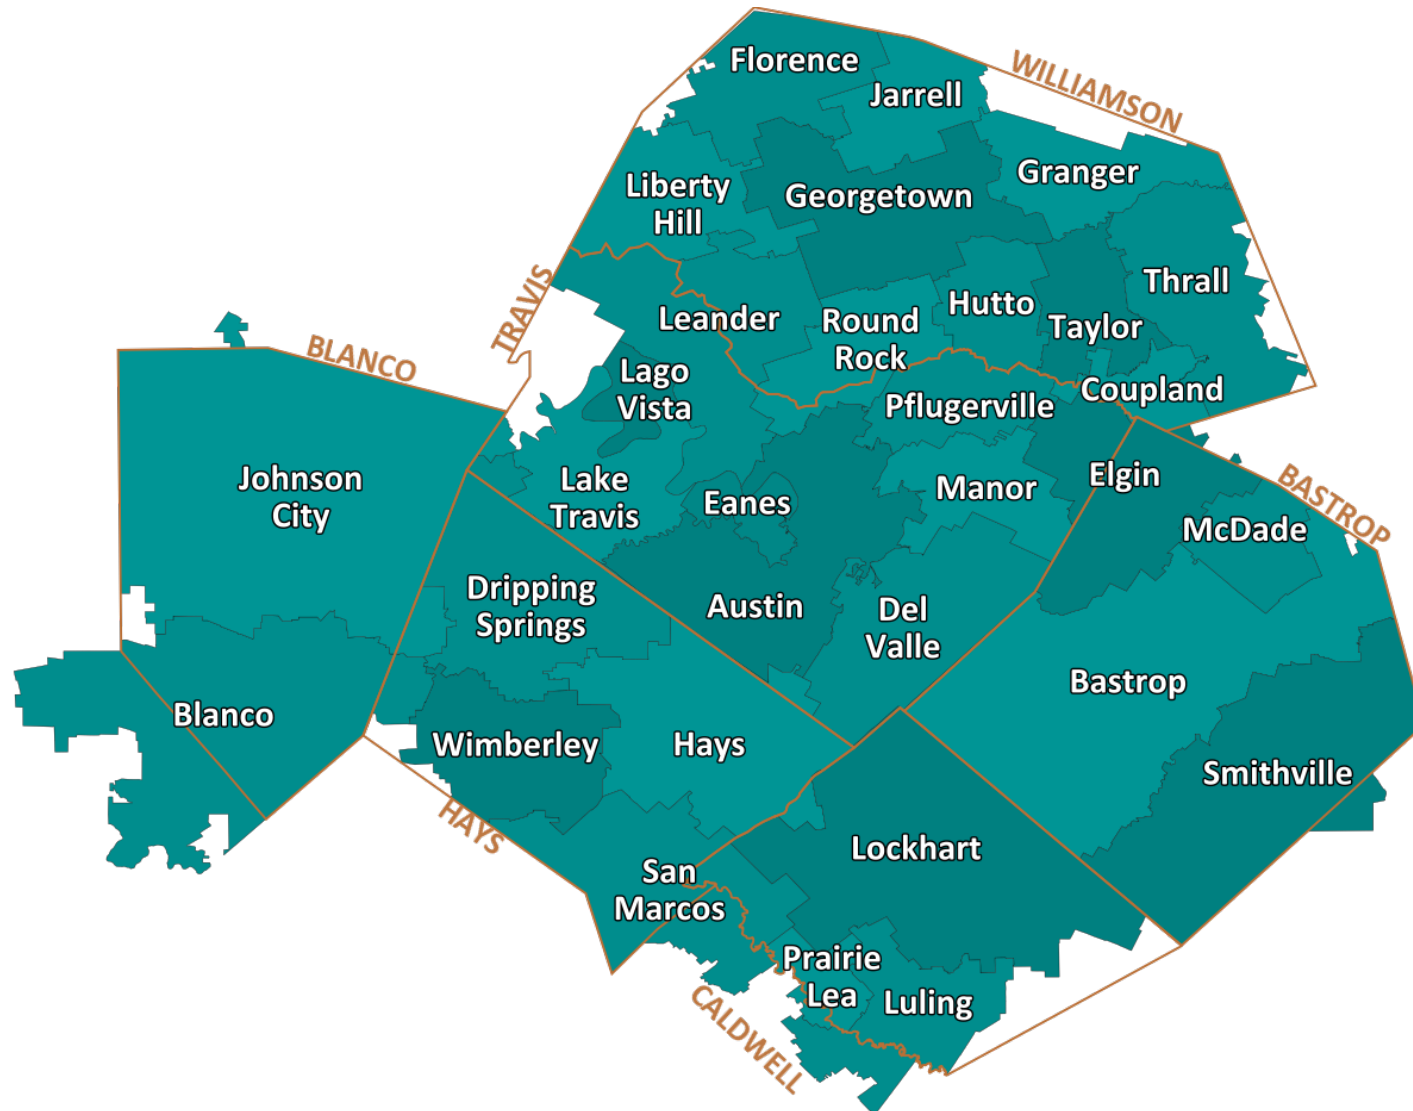 Florence
WILLIAMSON
Jarrell
Granger
Liberty
Hill
Georgetown
Thrall
TRAVIS
Leander
Hutto
Round
Rock
Taylor
BLANCO
Lago
Vista
Coupland
Pflugerville
Johnson
City
Lake
Travis
Eanes
Manor
Elgin
BASTROP
McDade
Dripping
Springs
Austin
Del
Valle
Bastrop
Blanco
Wimberley
Hays
Smithville
HAYS
Lockhart
San
Marcos
Prairie
Lea
Luling
CALDWELL